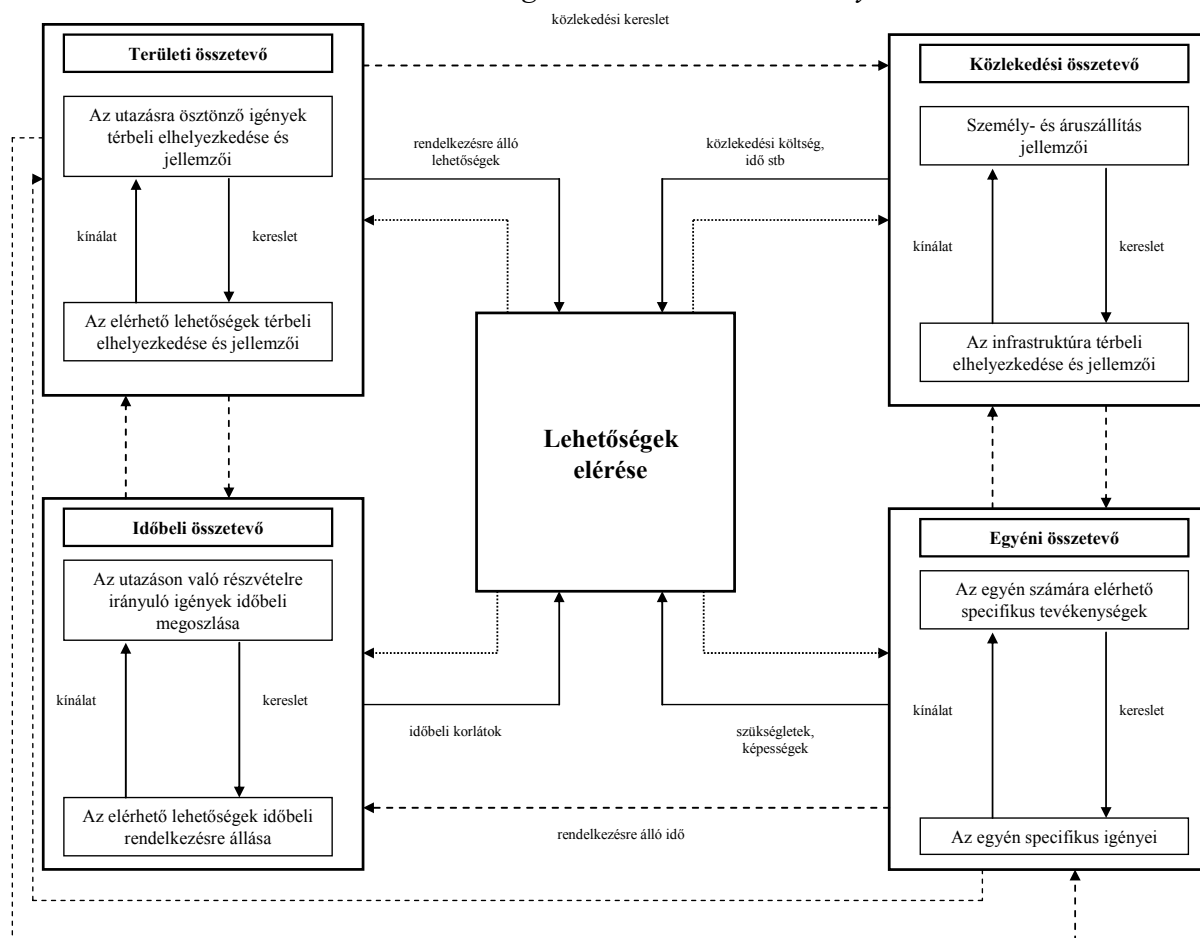 közlekedési kereslet
Területi összetevő
Az utazásra ösztönző igények
térbeli elhelyezkedése és
jellemzői
kínálat
kereslet
Az elérhető lehetőségek térbeli
elhelyezkedése és jellemzői
rendelkezésre álló
lehetőségek
közlekedési költség,
idő stb
Közlekedési összetevő
Személy- és áruszállítás
jellemzői
kínálat
kereslet
Az infrastruktúra térbeli
elhelyezkedése és jellemzői
Lehetőségek
elérése
Időbeli összetevő
Az utazáson való részvételre
irányuló igények időbeli
megoszlása
kínálat
kereslet
Az elérhető lehetőségek időbeli
rendelkezésre állása
időbeli korlátok
szükségletek,
képességek
rendelkezésre álló idő
Egyéni összetevő
Az egyén számára elérhető
specifikus tevékenységek
kínálat
kereslet
Az egyén specifikus igényei